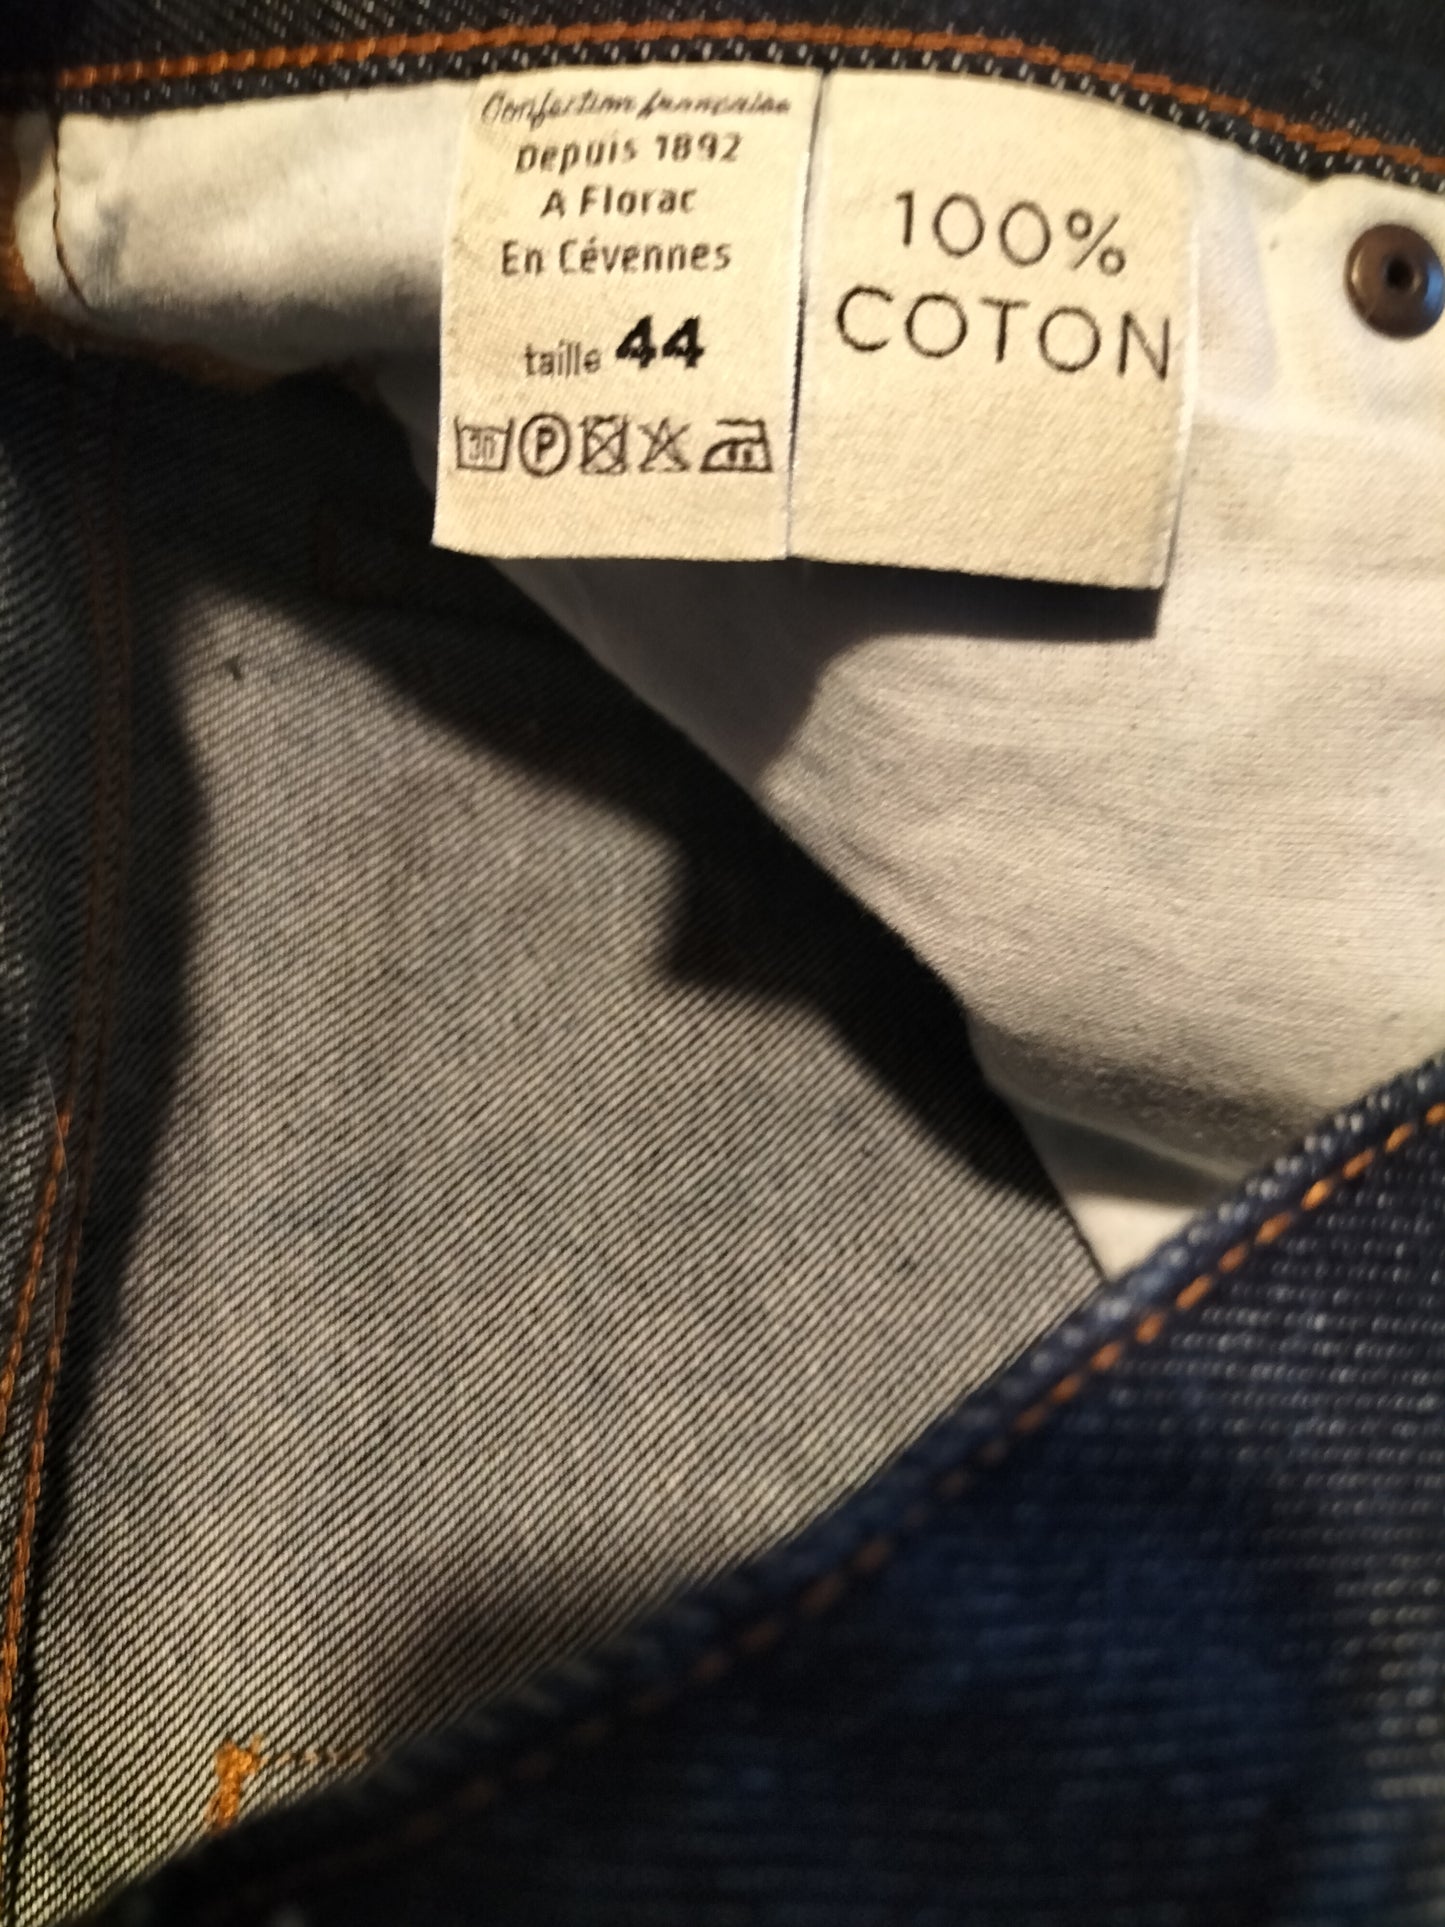 Confection française
Depuis 1892
A Florac
En Cévennes
taille 44
30 P
100%
COTON